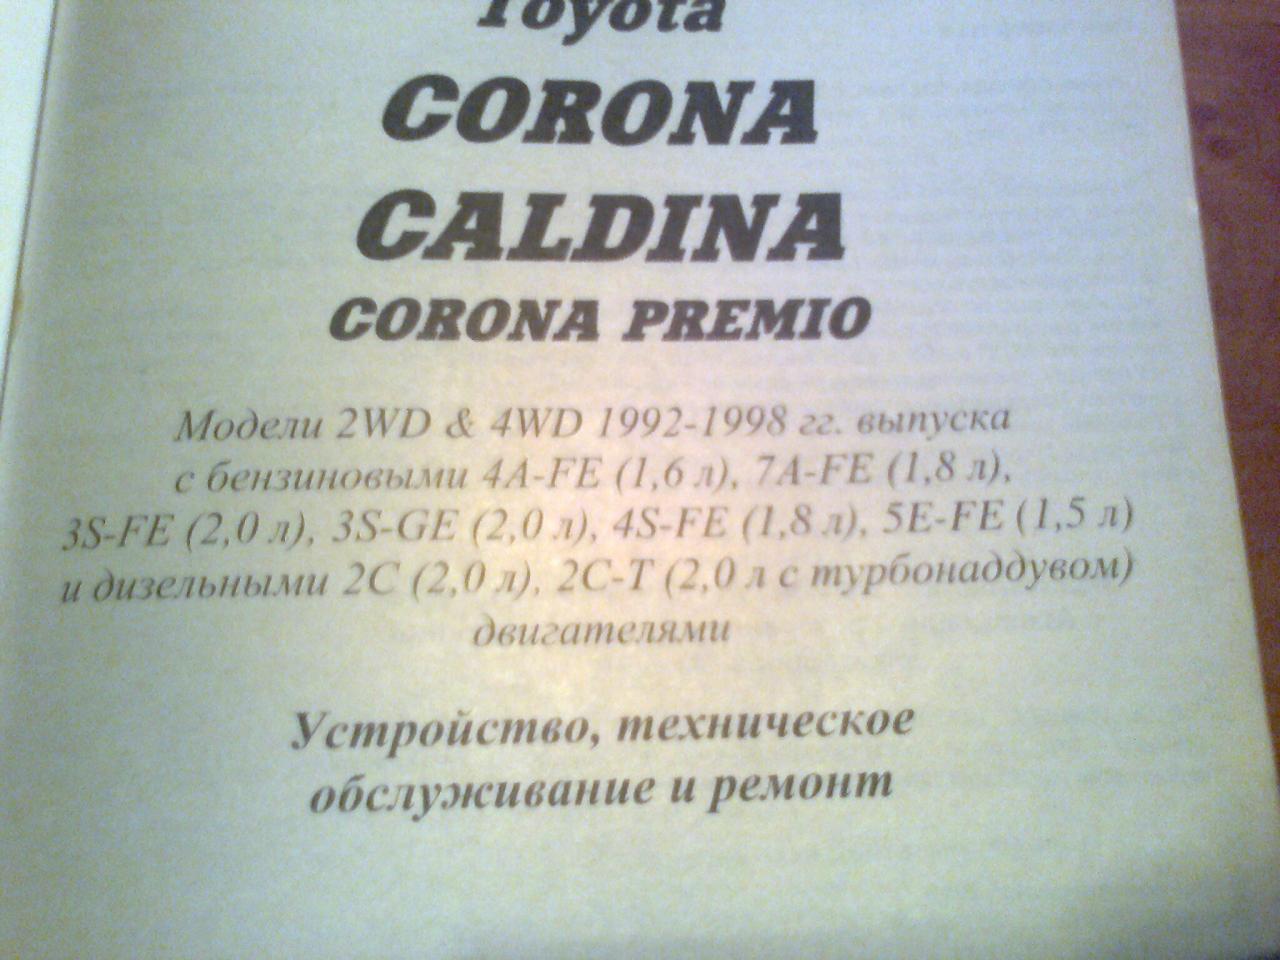 Toyota
CORONA
CALDINA
CORONA PREMIO
Модели 2WD & 4WD 1992-1998 гг. выпуска
с бензиновыми 4A-FE (1,6 л), 7A-FE (1,8 л),
3S-FE (2,0 л), 3S-GE (2,0 л), 4S-FE (1,8 л), 5E-FE (1,5 л)
и дизельными 2C (2,0 л), 2C-T (2,0 л с турбонаддувом)
двигателями
Устройство, техническое
обслуживание и ремонт